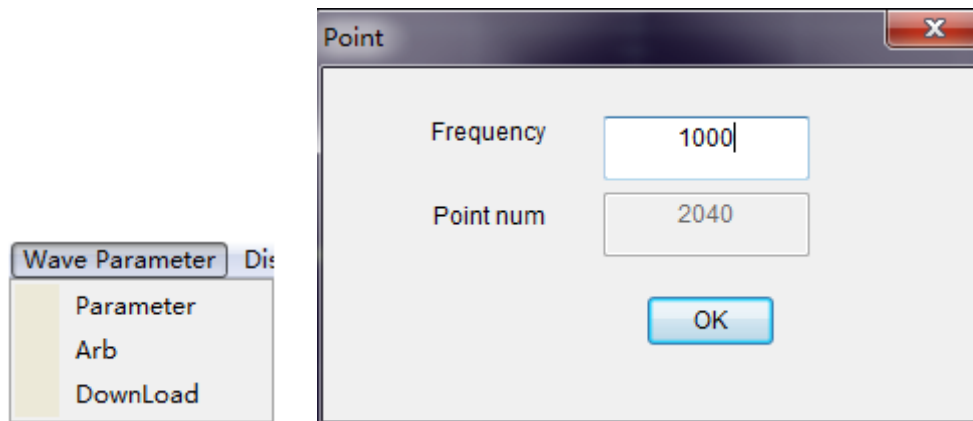 Wave Parameter
Parameter
Arb
DownLoad
Point
Frequency 1000
Point num 2040
OK